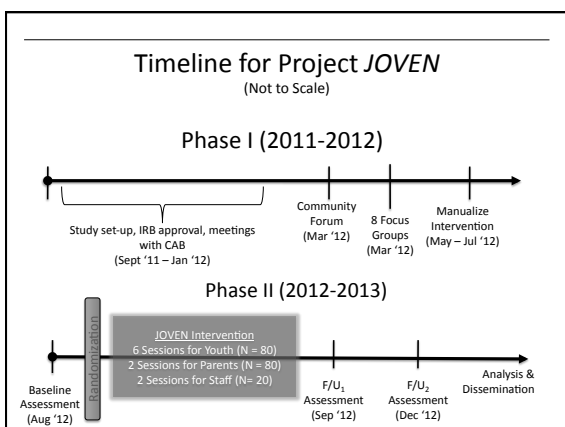 Timeline for Project JOVEN
(Not to Scale)
Phase I (2011-2012)
Study set-up, IRB approval, meetings
with CAB
(Sept ‘11 – Jan ‘12)
Community
Forum
(Mar ‘12)
8 Focus
Groups
(Mar ‘12)
Manualize
Intervention
(May – Jul ‘12)
Phase II (2012-2013)
Baseline
Assessment
(Aug ‘12)
Randomization
JOVEN Intervention
6 Sessions for Youth (N = 80)
2 Sessions for Parents (N = 80)
2 Sessions for Staff (N= 20)
F/U₁
Assessment
(Sep ‘12)
F/U₂
Assessment
(Dec ‘12)
Analysis &
Dissemination